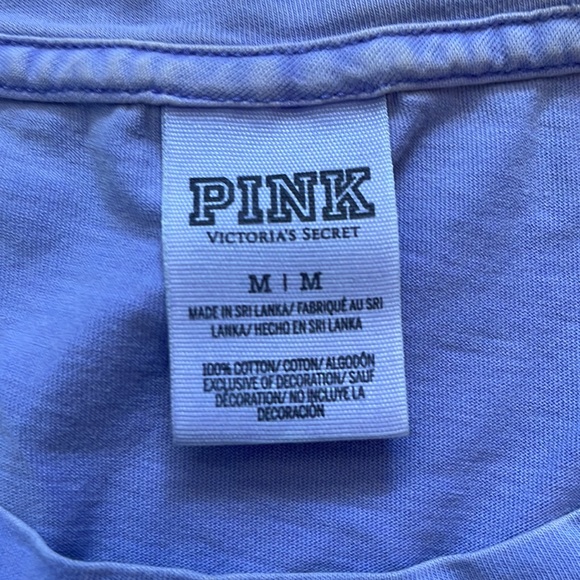 PINK
VICTORIA'S SECRET
M | M
MADE IN SRI LANKA/ FABRIQUÉ AU SRI
LANKA/ HECHO EN SRI LANKA
100% COTTON/ COTON/ ALGODÓN
EXCLUSIVE OF DECORATION/ SAUF
DÉCORATION/ NO INCLUYE LA
DECORACIÓN